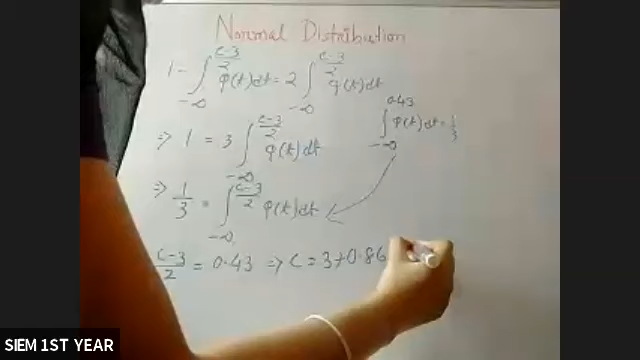 Normal Distribution
1 - ∫_{-∞}^{(c-3)/2} φ(t)dt = 2 ∫_{-∞}^{(c-3)/2} φ(t)dt
⇒ 1 = 3 ∫_{-∞}^{(c-3)/2} φ(t)dt
∫_{-∞}^{0.43} φ(t)dt = 1/3
⇒ 1/3 = ∫_{-∞}^{(c-3)/2} φ(t)dt
(c-3)/2 = 0.43 ⇒ c = 3+0.86
SIEM 1ST YEAR